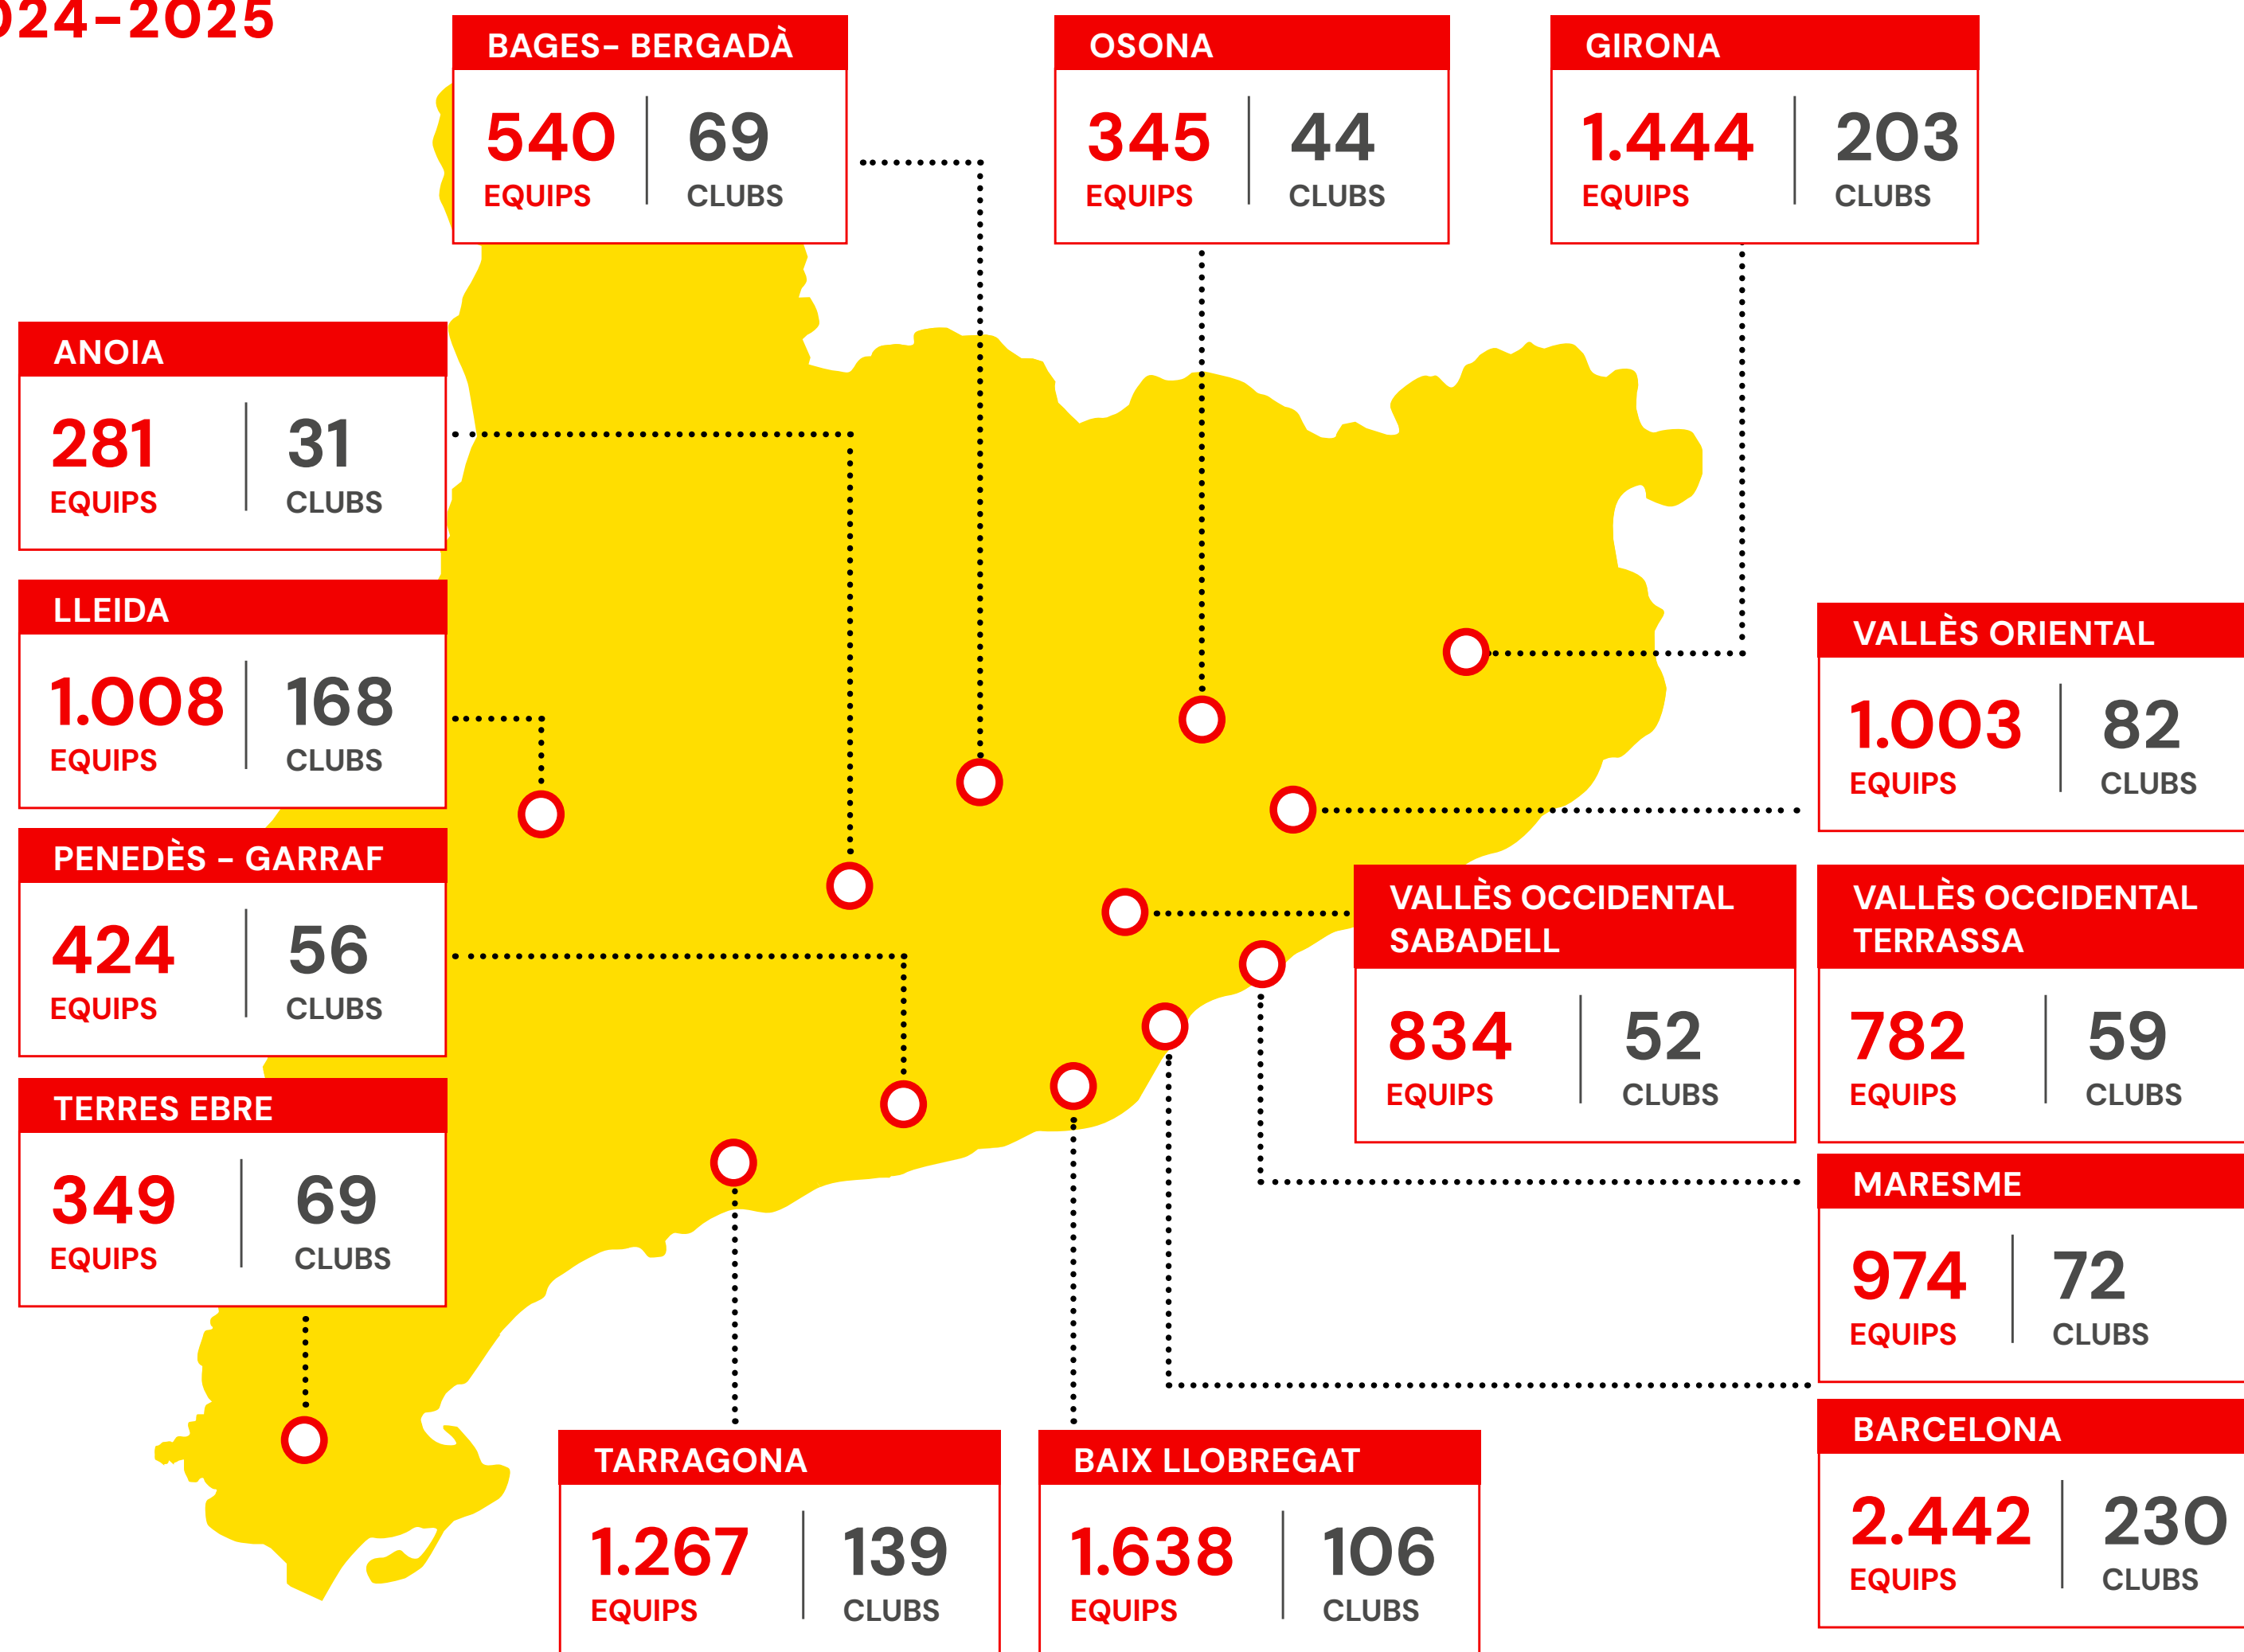 024-2025
BAGES- BERGADÀ
540
EQUIPS
69
CLUBS
OSONA
345
EQUIPS
44
CLUBS
GIRONA
1.444
EQUIPS
203
CLUBS
ANOIA
281
EQUIPS
31
CLUBS
LLEIDA
1.008
EQUIPS
168
CLUBS
PENEDÈS - GARRAF
424
EQUIPS
56
CLUBS
TERRES EBRE
349
EQUIPS
69
CLUBS
VALLÈS ORIENTAL
1.003
EQUIPS
82
CLUBS
VALLÈS OCCIDENTAL
SABADELL
834
EQUIPS
52
CLUBS
VALLÈS OCCIDENTAL
TERRASSA
782
EQUIPS
59
CLUBS
MARESME
974
EQUIPS
72
CLUBS
BARCELONA
2.442
EQUIPS
230
CLUBS
TARRAGONA
1.267
EQUIPS
139
CLUBS
BAIX LLOBREGAT
1.638
EQUIPS
106
CLUBS